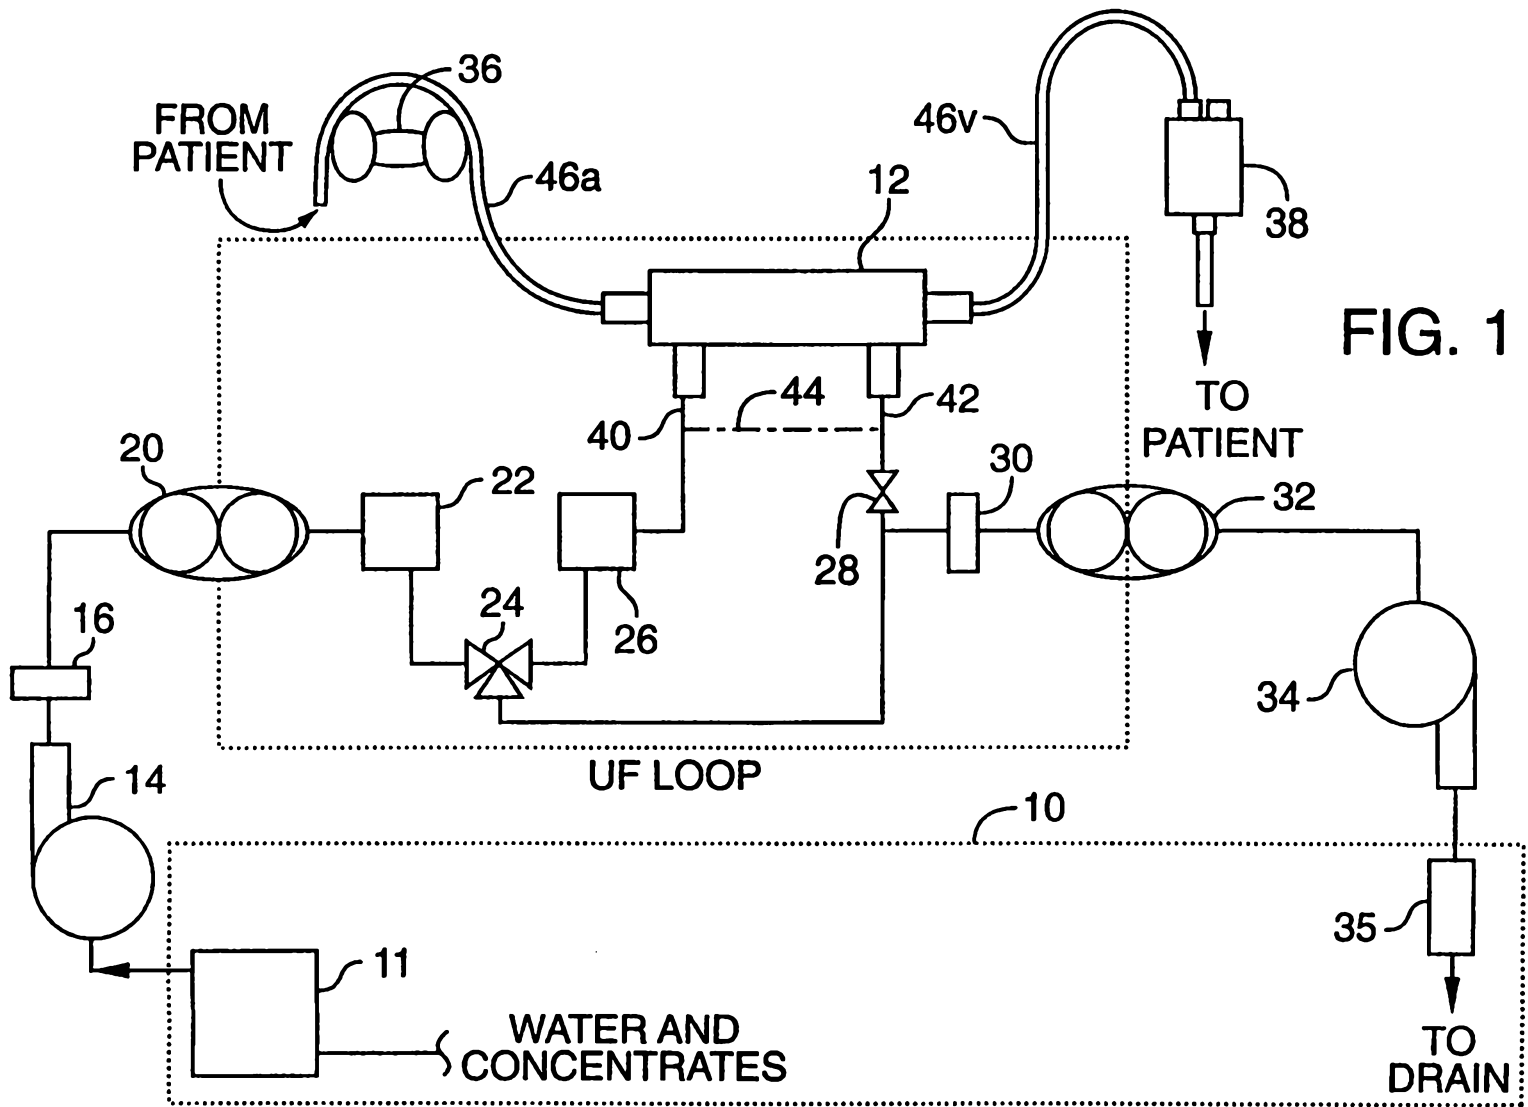 36
FROM
PATIENT
46a
46v
12
38
FIG. 1
TO
PATIENT
44
42
40
20
22
30
32
28
24
26
16
34
UF LOOP
14
10
35
11
WATER AND
CONCENTRATES
TO
DRAIN